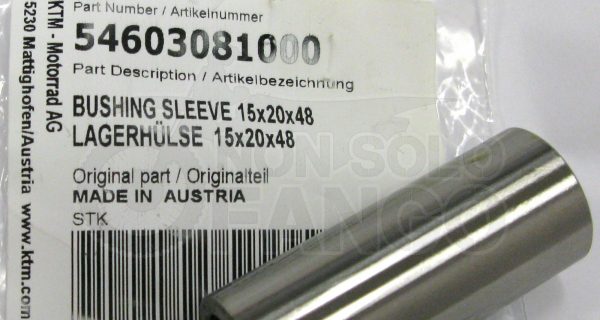 Part Number / Artikelnummer
54603081000
Part Description / Artikelbezeichnung
BUSHING SLEEVE 15x20x48
LAGERHÜLSE 15x20x48
Original part / Originalteil
MADE IN AUSTRIA
STK
KTM - Motorrad AG
5230 Mattighofen/Austria
www.ktm.com
NON SOLO
FANGO